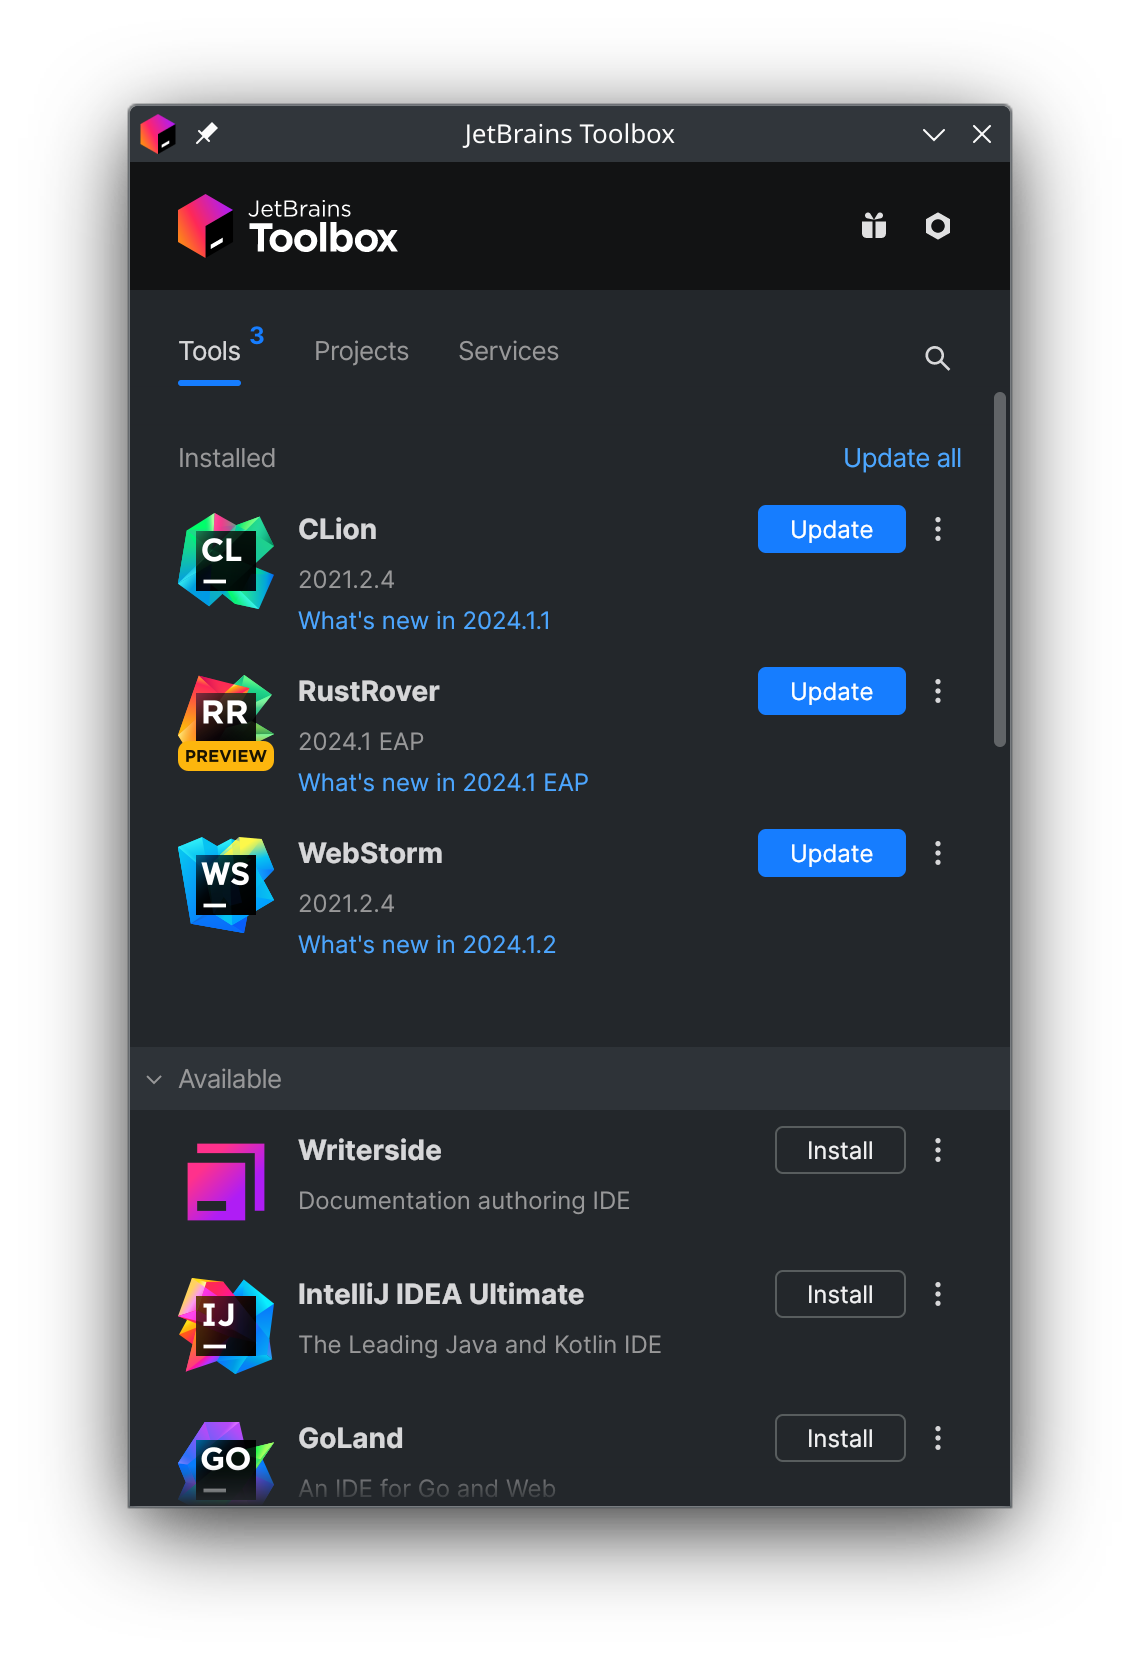 JetBrains Toolbox
JetBrains
Toolbox
Tools 3 Projects Services
Installed Update all
CL
CLion Update
2021.2.4
What's new in 2024.1.1
RR
PREVIEW
RustRover Update
2024.1 EAP
What's new in 2024.1 EAP
WS
WebStorm Update
2021.2.4
What's new in 2024.1.2
Available
Writerside Install
Documentation authoring IDE
IJ
IntelliJ IDEA Ultimate Install
The Leading Java and Kotlin IDE
GO
GoLand Install
An IDE for Go and Web